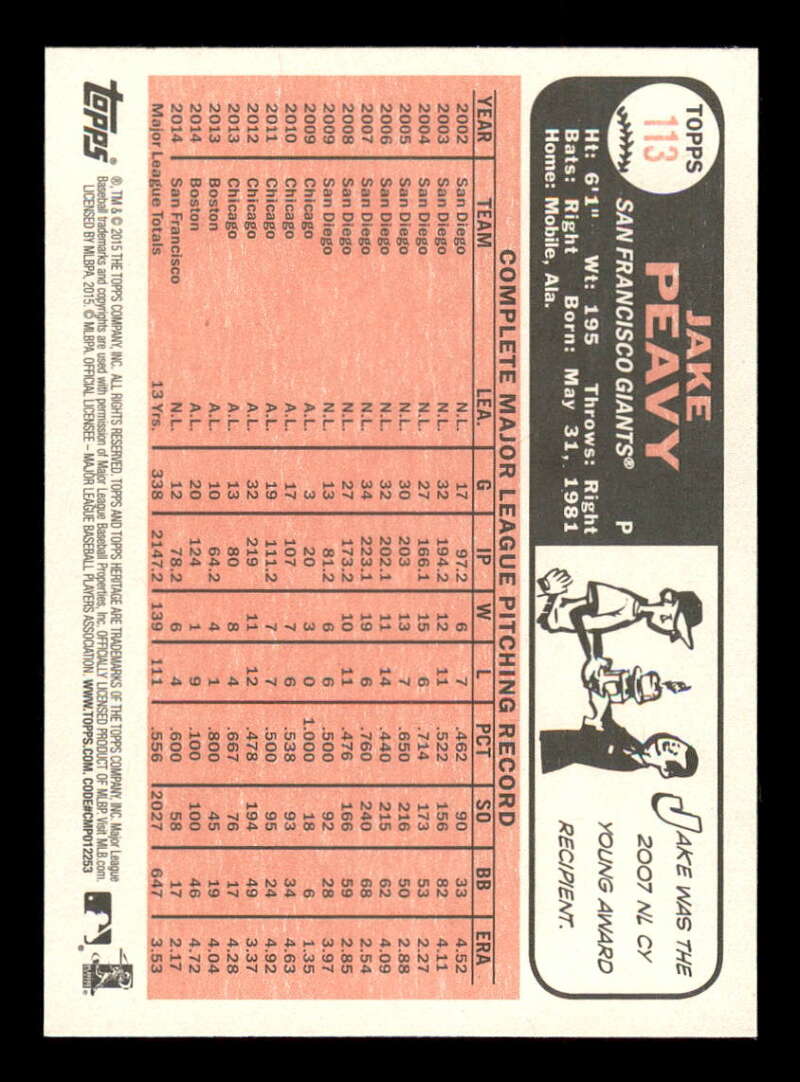 TOPPS
113
JAKE
PEAVY
SAN FRANCISCO GIANTS® P
Ht: 6'1" Wt: 195 Throws: Right
Bats: Right Born: May 31, 1981
Home: Mobile, Ala.
JAKE WAS THE
2007 NL CY
YOUNG AWARD
RECIPIENT.
COMPLETE MAJOR LEAGUE PITCHING RECORD
YEAR TEAM LEA. G IP W L PCT SO BB ERA
2002 San Diego N.L. 17 97.2 6 7 .462 90 33 4.52
2003 San Diego N.L. 32 194.2 12 11 .522 156 82 4.11
2004 San Diego N.L. 27 166.1 15 6 .714 173 53 2.27
2005 San Diego N.L. 30 203 13 7 .650 216 50 2.88
2006 San Diego N.L. 32 202.1 11 14 .440 215 62 4.09
2007 San Diego N.L. 34 223.1 19 6 .760 240 68 2.54
2008 San Diego N.L. 27 173.2 10 11 .476 166 59 2.85
2009 San Diego N.L. 13 81.2 6 6 .500 92 28 3.97
2009 Chicago A.L. 3 20 3 0 1.000 18 6 1.35
2010 Chicago A.L. 17 107 7 6 .538 93 34 4.63
2011 Chicago A.L. 19 111.2 7 7 .500 95 24 4.92
2012 Chicago A.L. 32 219 11 12 .478 194 49 3.37
2013 Chicago A.L. 13 80 8 4 .667 76 17 4.28
2013 Boston A.L. 10 64.2 4 1 .800 45 19 4.04
2014 Boston A.L. 20 124 1 9 .100 100 46 4.72
2014 San Francisco N.L. 12 78.2 6 4 .600 58 17 2.17
Major League Totals 13 Yrs. 338 2147.2 139 111 .556 2027 647 3.53
topps®
®, TM & © 2015 THE TOPPS COMPANY, INC. ALL RIGHTS RESERVED. TOPPS AND TOPPS HERITAGE ARE TRADEMARKS OF THE TOPPS COMPANY, INC. Major League
Baseball trademarks and copyrights are used with permission of Major League Baseball Properties, Inc. OFFICIALLY LICENSED PRODUCT OF MLBP. Visit MLB.com.
LICENSED BY MLBPA, 2015. © MLBPA. OFFICIAL LICENSEE – MAJOR LEAGUE BASEBALL PLAYERS ASSOCIATION. WWW.TOPPS.COM. CODE#CMP012253